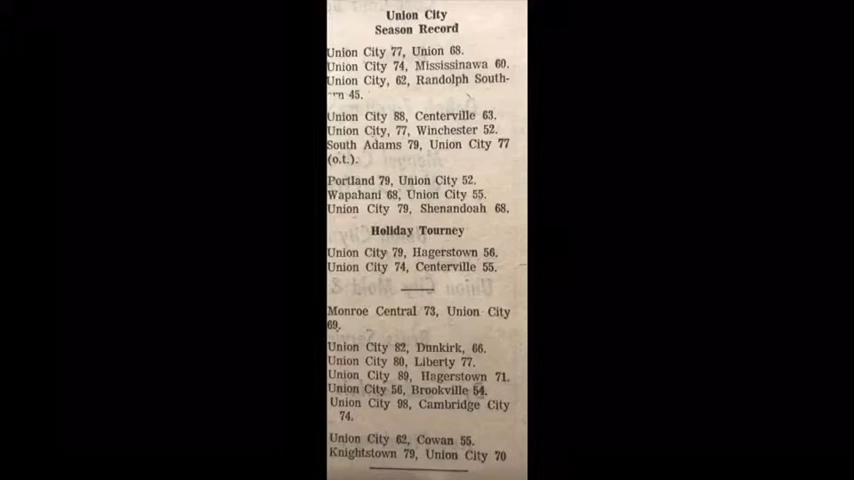 Union City
Season Record
Union City 77, Union 68.
Union City 74, Mississinawa 60.
Union City, 62, Randolph South-
45.
Union City 88, Centerville 63.
Union City, 77, Winchester 52.
South Adams 79, Union City 77
(o.t.).
Portland 79, Union City 52.
Wapahani 68, Union City 55.
Union City 79, Shenandoah 68.
Holiday Tourney
Union City 79, Hagerstown 56.
Union City 74, Centerville 55.
Monroe Central 73, Union City
69.
Union City 82, Dunkirk, 66.
Union City 80, Liberty 77.
Union City 89, Hagerstown 71.
Union City 56, Brookville 54.
Union City 98, Cambridge City
74.
Union City 62, Cowan 55.
Knightstown 79, Union City 70